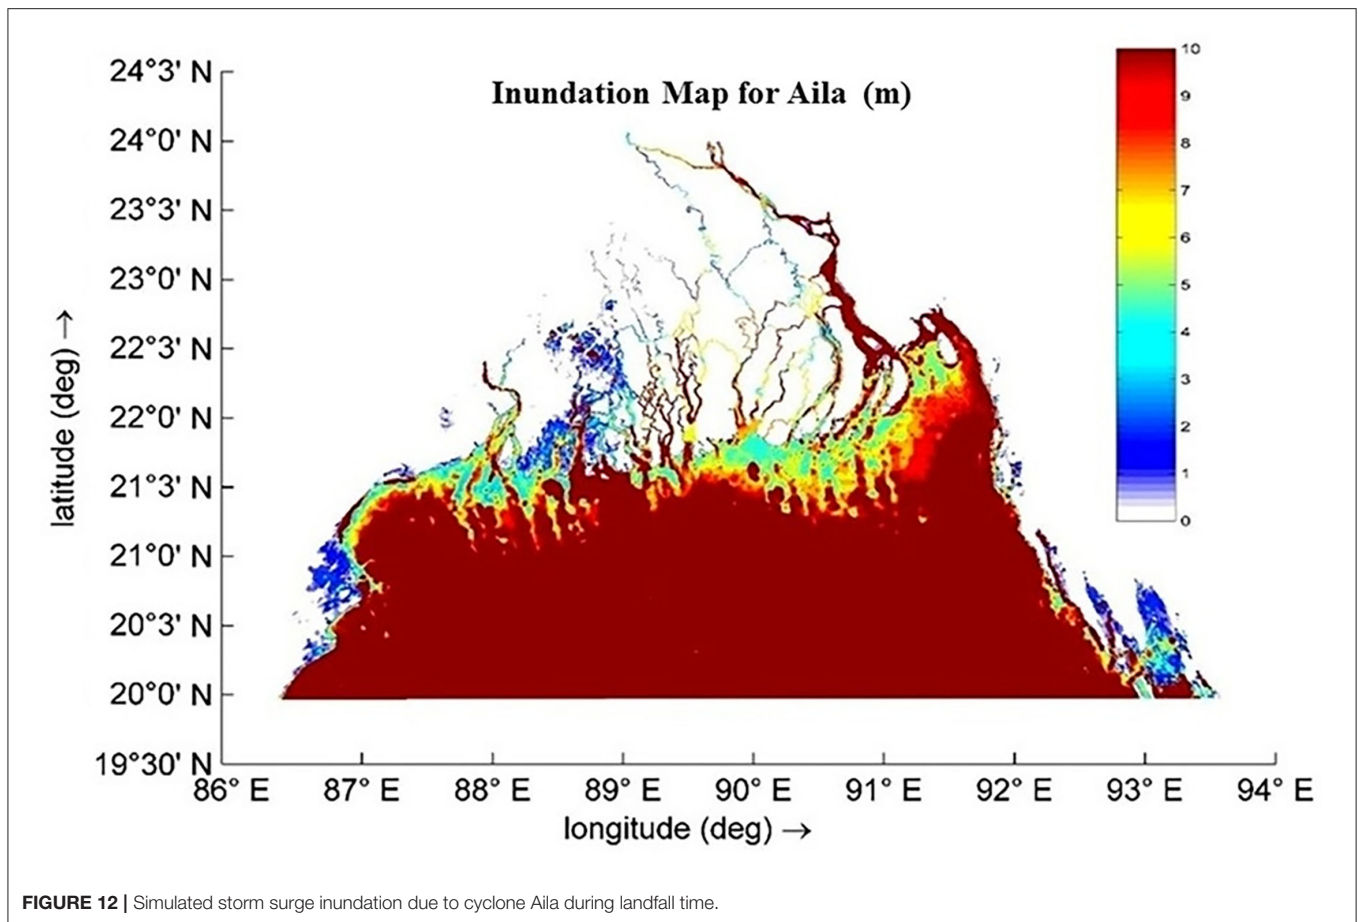 Inundation Map for Aila (m)
24°3' N
24°0' N
23°3' N
23°0' N
22°3' N
22°0' N
21°3' N
21°0' N
20°3' N
20°0' N
19°30' N
latitude (deg) →
86° E 87° E 88° E 89° E 90° E 91° E 92° E 93° E 94° E
longitude (deg) →
10
9
8
7
6
5
4
3
2
1
0
FIGURE 12 | Simulated storm surge inundation due to cyclone Aila during landfall time.